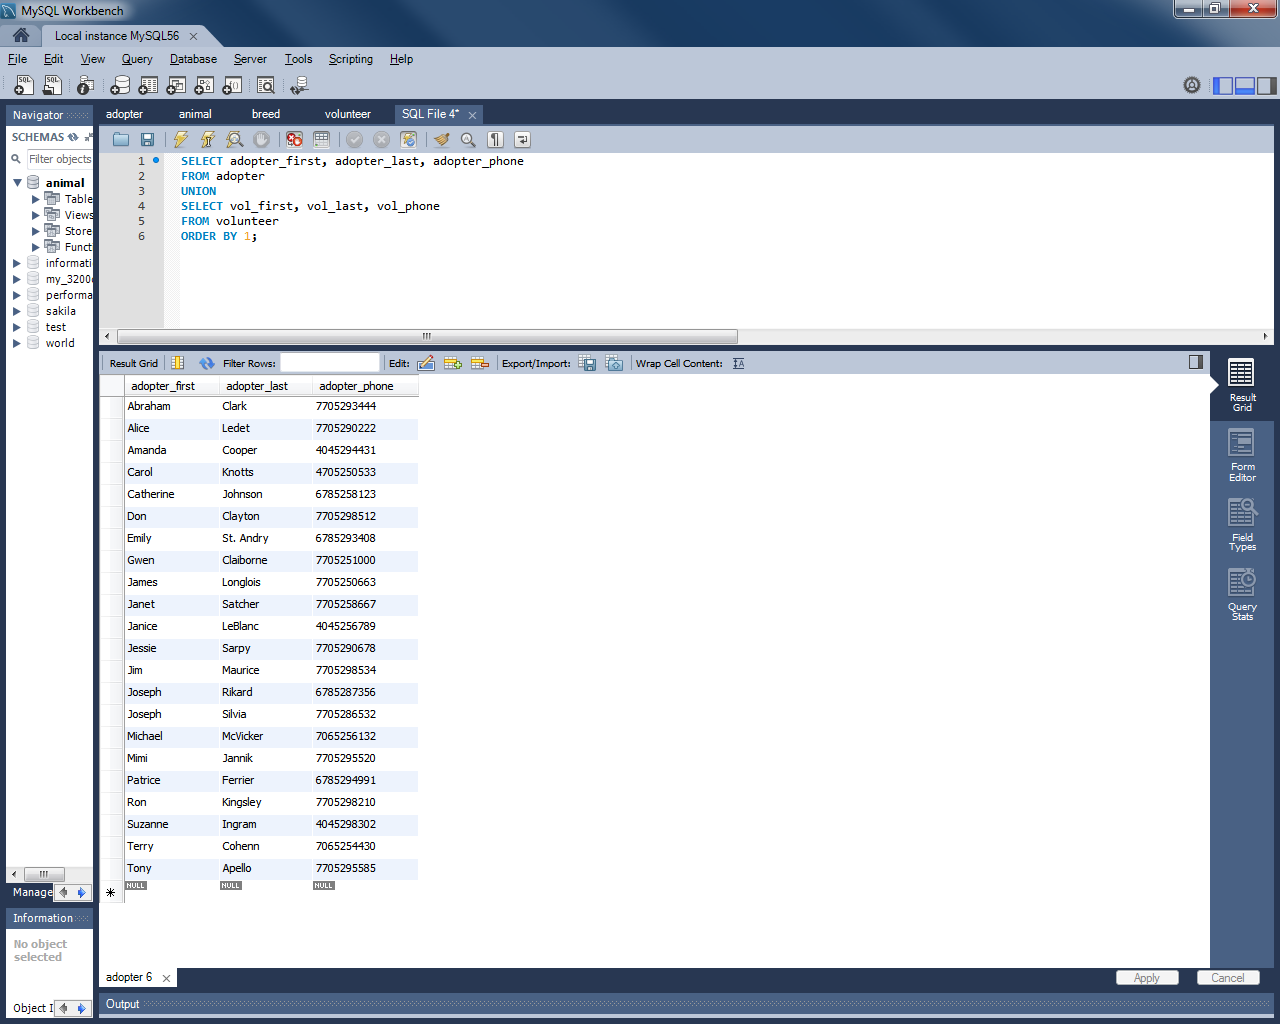 MySQL Workbench
Local instance MySQL56
File Edit View Query Database Server Tools Scripting Help
Navigator
SCHEMAS
Filter objects
animal
Table
Views
Store
Functi
informati
my_3200
performa
sakila
test
world
Manage
Information
No object
selected
Object I
adopter animal breed volunteer SQL File 4*
1 SELECT adopter_first, adopter_last, adopter_phone
2 FROM adopter
3 UNION
4 SELECT vol_first, vol_last, vol_phone
5 FROM volunteer
6 ORDER BY 1;
Result Grid Filter Rows: Edit: Export/Import: Wrap Cell Content:
adopter_first adopter_last adopter_phone
Abraham Clark 7705293444
Alice Ledet 7705290222
Amanda Cooper 4045294431
Carol Knotts 4705250533
Catherine Johnson 6785258123
Don Clayton 7705298512
Emily St. Andry 6785293408
Gwen Claiborne 7705251000
James Longlois 7705250663
Janet Satcher 7705258667
Janice LeBlanc 4045256789
Jessie Sarpy 7705290678
Jim Maurice 7705298534
Joseph Rikard 6785287356
Joseph Silvia 7705286532
Michael McVicker 7065256132
Mimi Jannik 7705295520
Patrice Ferrier 6785294991
Ron Kingsley 7705298210
Suzanne Ingram 4045298302
Terry Cohenn 7065254430
Tony Apello 7705295585
NULL NULL NULL
Result
Grid
Form
Editor
Field
Types
Query
Stats
adopter 6
Apply Cancel
Output